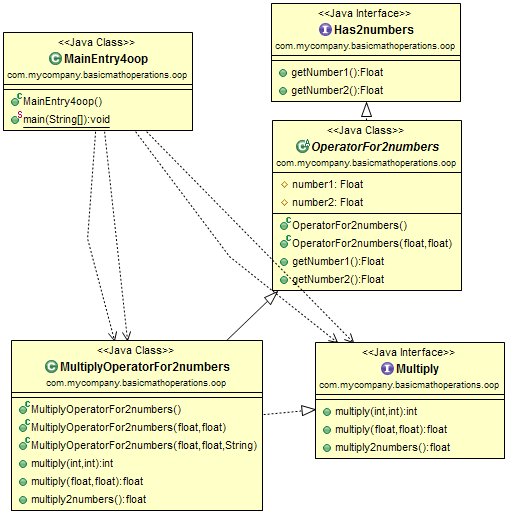 <<Java Class>>
MainEntry4oop
com.mycompany.basicmathoperations.oop
MainEntry4oop()
main(String[]):void
<<Java Interface>>
Has2numbers
com.mycompany.basicmathoperations.oop
getNumber1():Float
getNumber2():Float
<<Java Class>>
OperatorFor2numbers
com.mycompany.basicmathoperations.oop
number1: Float
number2: Float
OperatorFor2numbers()
OperatorFor2numbers(float,float)
getNumber1():Float
getNumber2():Float
<<Java Class>>
MultiplyOperatorFor2numbers
com.mycompany.basicmathoperations.oop
MultiplyOperatorFor2numbers()
MultiplyOperatorFor2numbers(float,float)
MultiplyOperatorFor2numbers(float,float,String)
multiply(int,int):int
multiply(float,float):float
multiply2numbers():float
<<Java Interface>>
Multiply
com.mycompany.basicmathoperations.oop
multiply(int,int):int
multiply(float,float):float
multiply2numbers():float